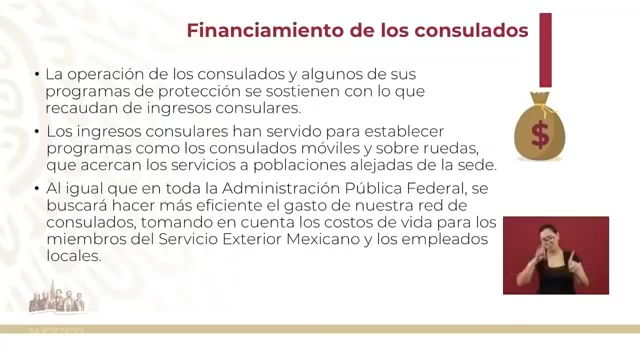 Financiamiento de los consulados
• La operación de los consulados y algunos de sus
programas de protección se sostienen con lo que
recaudan de ingresos consulares.
• Los ingresos consulares han servido para establecer
programas como los consulados móviles y sobre ruedas,
que acercan los servicios a poblaciones alejadas de la sede.
• Al igual que en toda la Administración Pública Federal, se
buscará hacer más eficiente el gasto de nuestra red de
consulados, tomando en cuenta los costos de vida para los
miembros del Servicio Exterior Mexicano y los empleados
locales.
$
MÉXICO